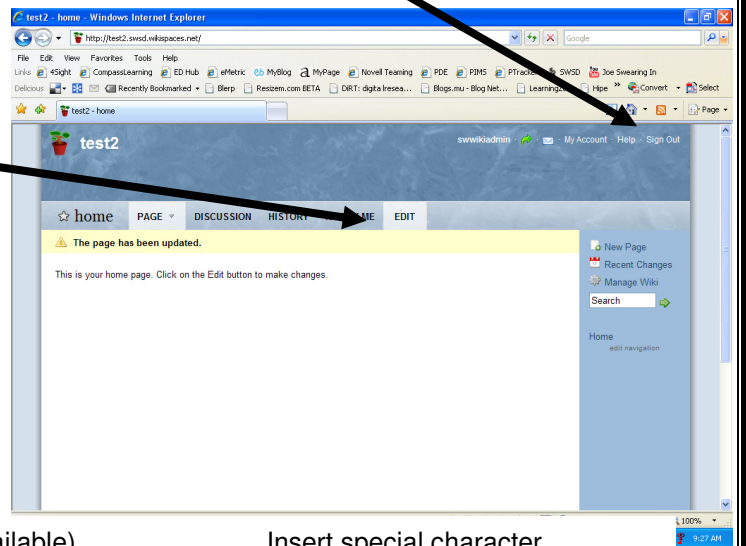 test2 - home - Windows Internet Explorer
http://test2.swsd.wikispaces.net/
Google
File Edit View Favorites Tools Help
Links 4Sight CompassLearning ED Hub eMetric MyBlog MyPage Novell Teaming PDE PIMS SWSD Joe Swearing In
Delicious Recently Bookmarked Blerp Resizem.com BETA DiRT: digita lresea... Blogs.mu - Blog Net... Hipe » Convert Select
test2 - home
Page
test2
swwikiadmin · · · My Account · Help · Sign Out
home PAGE DISCUSSION HISTORY EDIT
The page has been updated.
This is your home page. Click on the Edit button to make changes.
New Page
Recent Changes
Manage Wiki
Search
Home
edit navigation
100%
Insert special character
9:27 AM